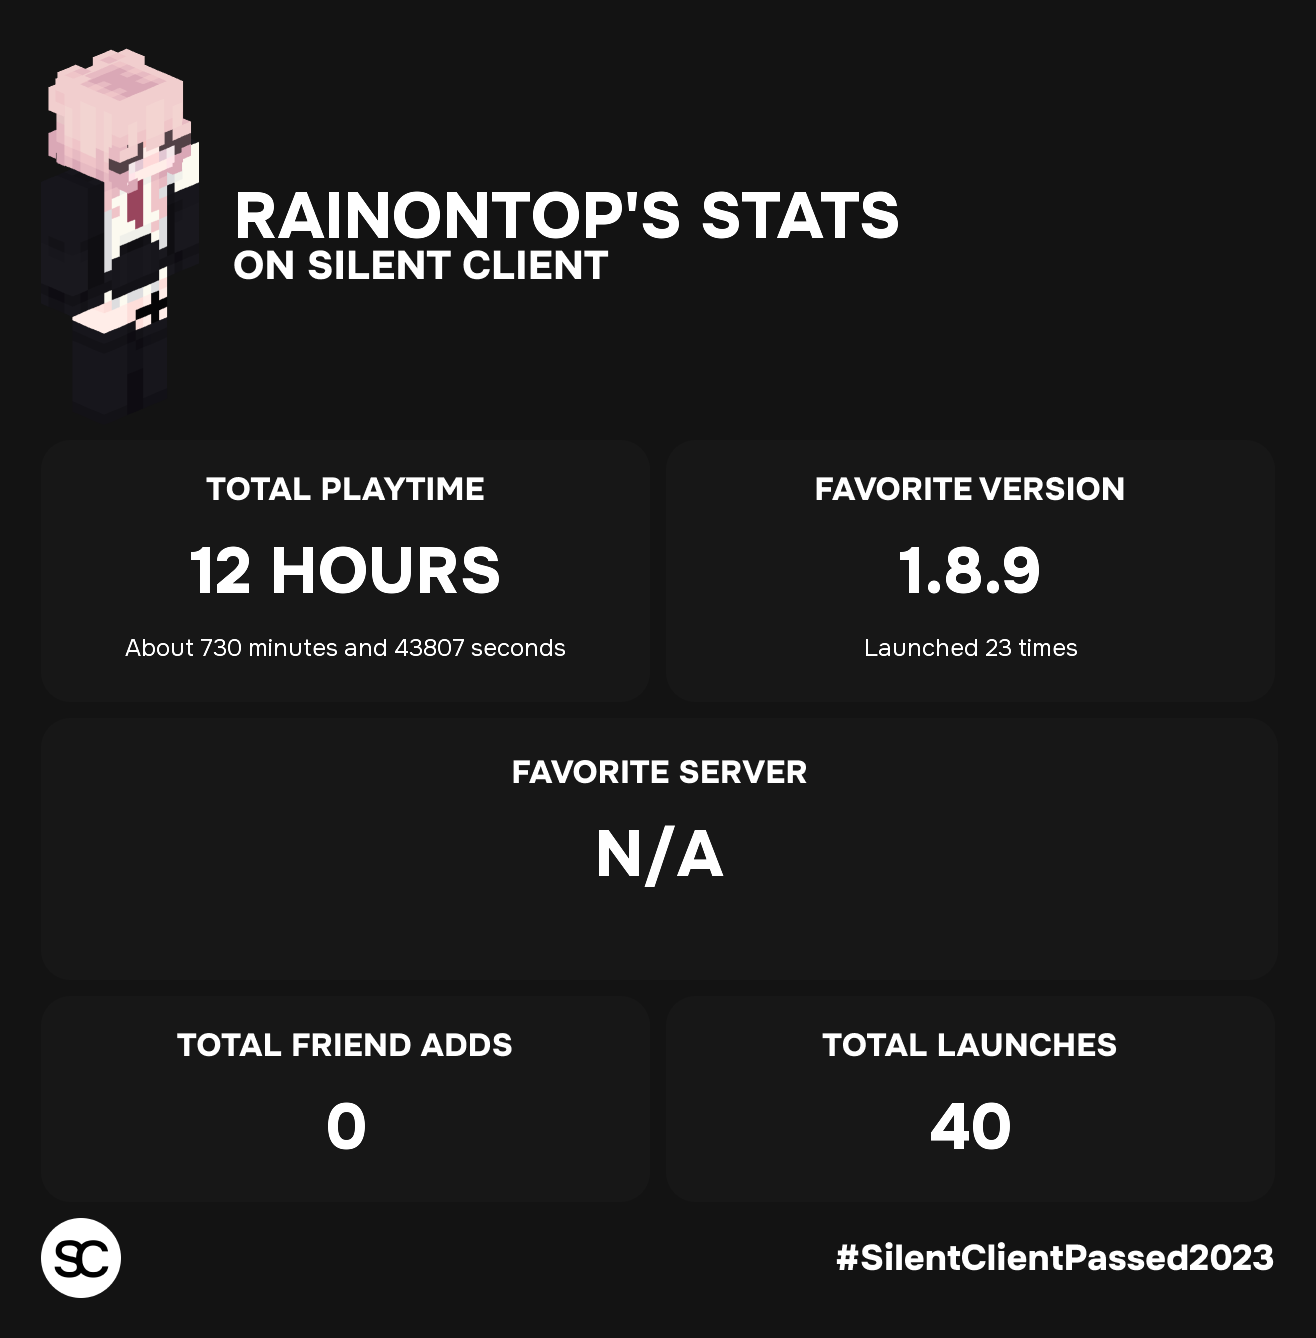 RAINONTOP'S STATS
ON SILENT CLIENT
TOTAL PLAYTIME
12 HOURS
About 730 minutes and 43807 seconds
FAVORITE VERSION
1.8.9
Launched 23 times
FAVORITE SERVER
N/A
TOTAL FRIEND ADDS
0
TOTAL LAUNCHES
40
SC
#SilentClientPassed2023